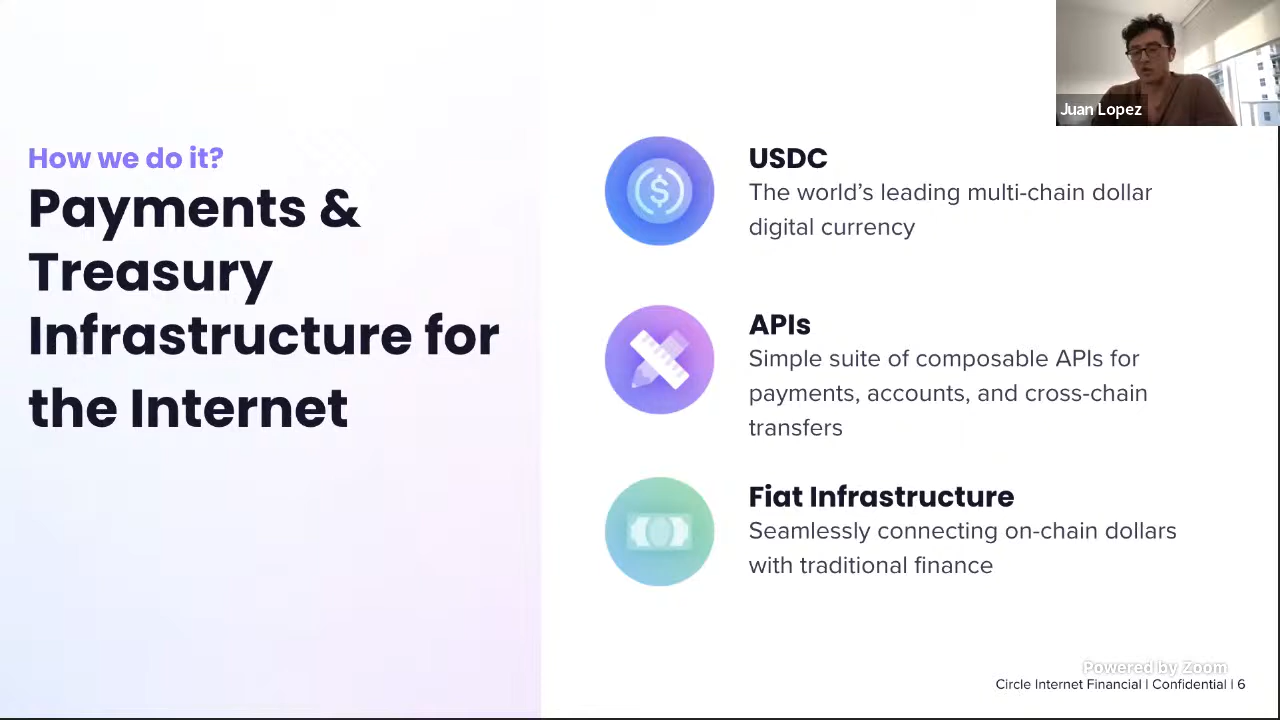 Juan Lopez
How we do it?
Payments &
Treasury
Infrastructure for
the Internet
USDC
The world’s leading multi-chain dollar
digital currency
APIs
Simple suite of composable APIs for
payments, accounts, and cross-chain
transfers
Fiat Infrastructure
Seamlessly connecting on-chain dollars
with traditional finance
Powered by Zoom
Circle Internet Financial | Confidential | 6